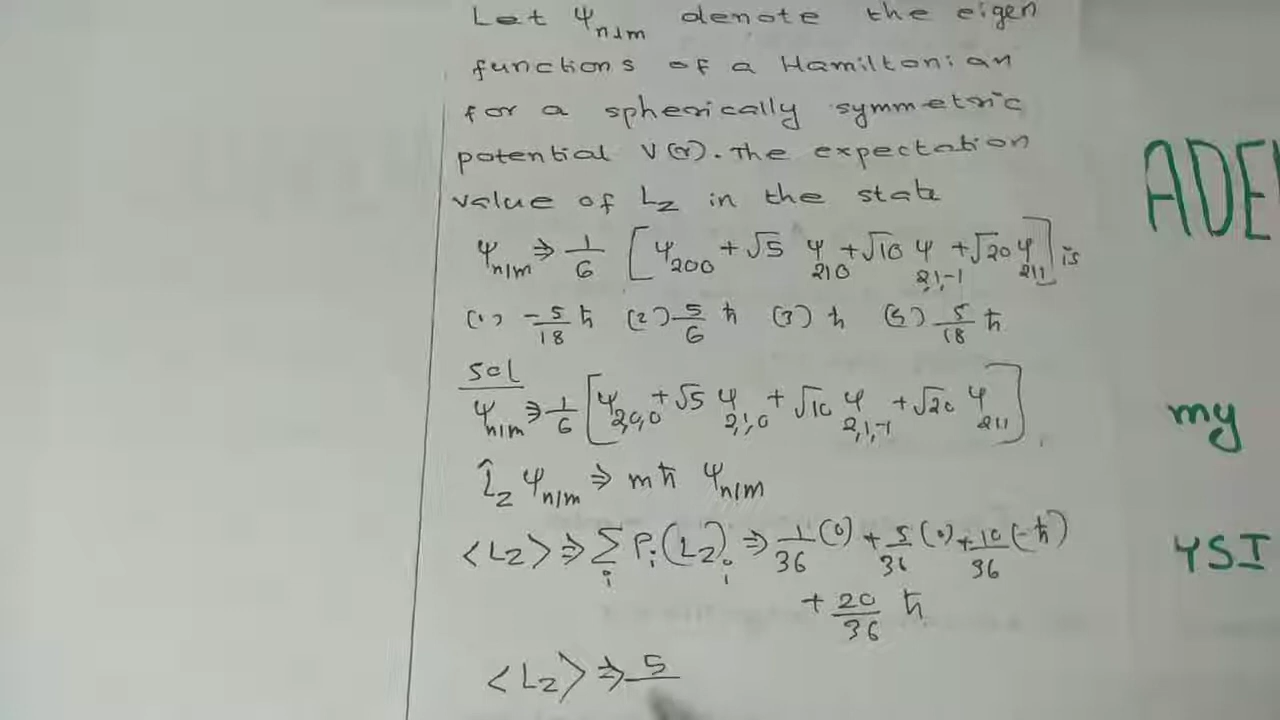 Let Ψnlm denote the eigen
functions of a Hamiltonian
for a spherically symmetric
potential V(r). The expectation
value of Lz in the state
Ψnlm ⇒ 1/6 [Ψ200 + √5 Ψ210 + √10 Ψ2,1,-1 + √20 Ψ211] is
(1) -5/18 ħ (2) 5/6 ħ (3) ħ (4) 5/18 ħ
Sol
Ψnlm ⇒ 1/6 [Ψ2,0,0 + √5 Ψ2,1,0 + √10 Ψ2,1,-1 + √20 Ψ211].
L̂z Ψnlm ⇒ mħ Ψnlm
<Lz> ⇒ Σi Pi (Lz)i ⇒ 1/36 (0) + 5/36 (0) + 10/36 (-ħ)
+ 20/36 ħ
<Lz> ⇒ 5
my
YSI